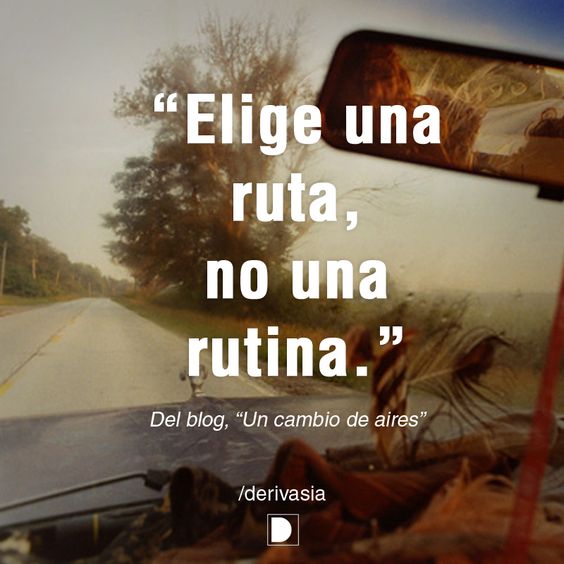 “Elige una
ruta,
no una
rutina.”
Del blog, “Un cambio de aires”
/derivasia
D